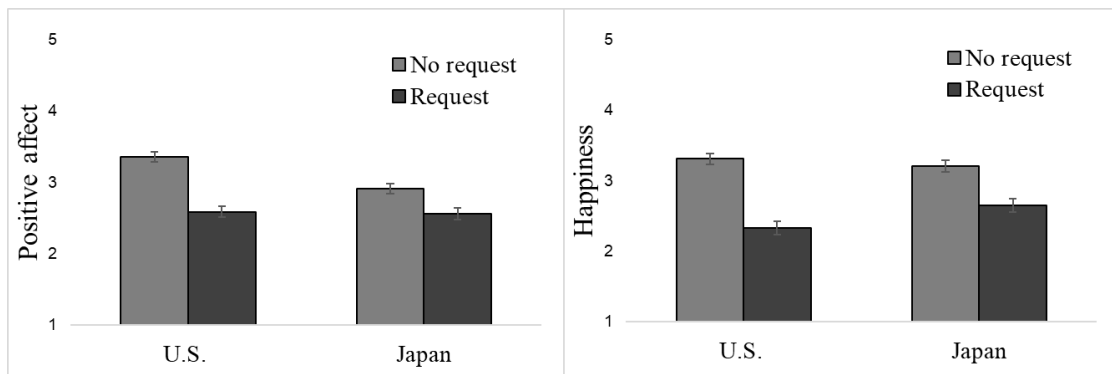 5
4
3
2
1
Positive affect
No request
Request
U.S.
Japan
5
4
3
2
1
Happiness
No request
Request
U.S.
Japan